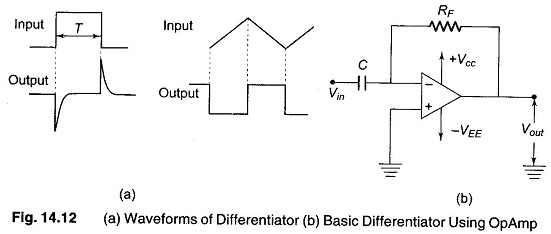 Input
T
Output
Input
Output
(a)
R_F
C
+V_cc
V_in
−
+
−V_EE
V_out
(b)
Fig. 14.12 (a) Waveforms of Differentiator (b) Basic Differentiator Using OpAmp